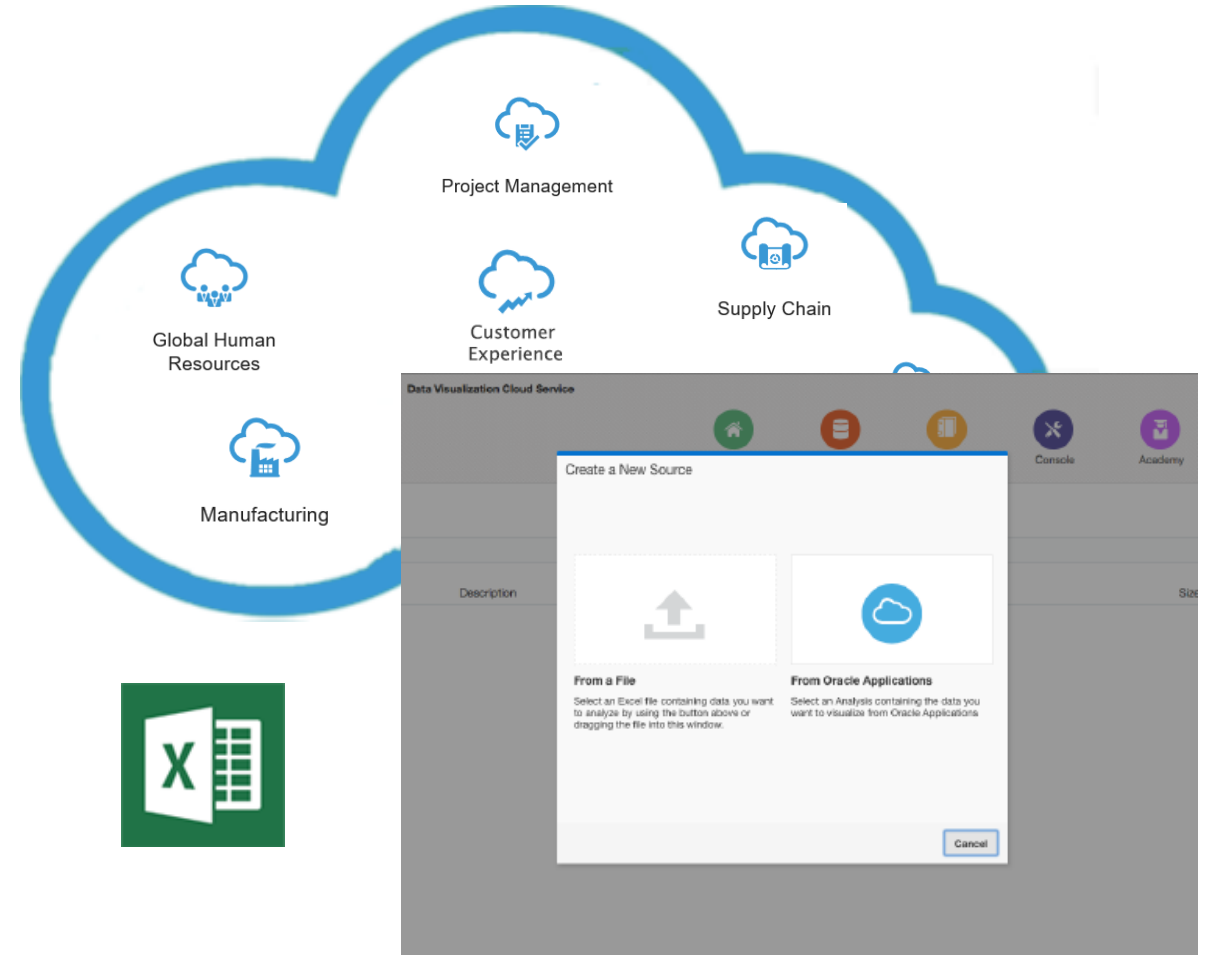 Project Management
Supply Chain
Global Human
Resources
Customer
Experience
Manufacturing
Data Visualization Cloud Service
Console
Academy
Create a New Source
Description
Size
From a File
Select an Excel file containing data you want
to analyze by using the button above or
dragging the file into this window.
From Oracle Applications
Select an Analysis containing the data you
want to visualize from Oracle Applications
Cancel
X